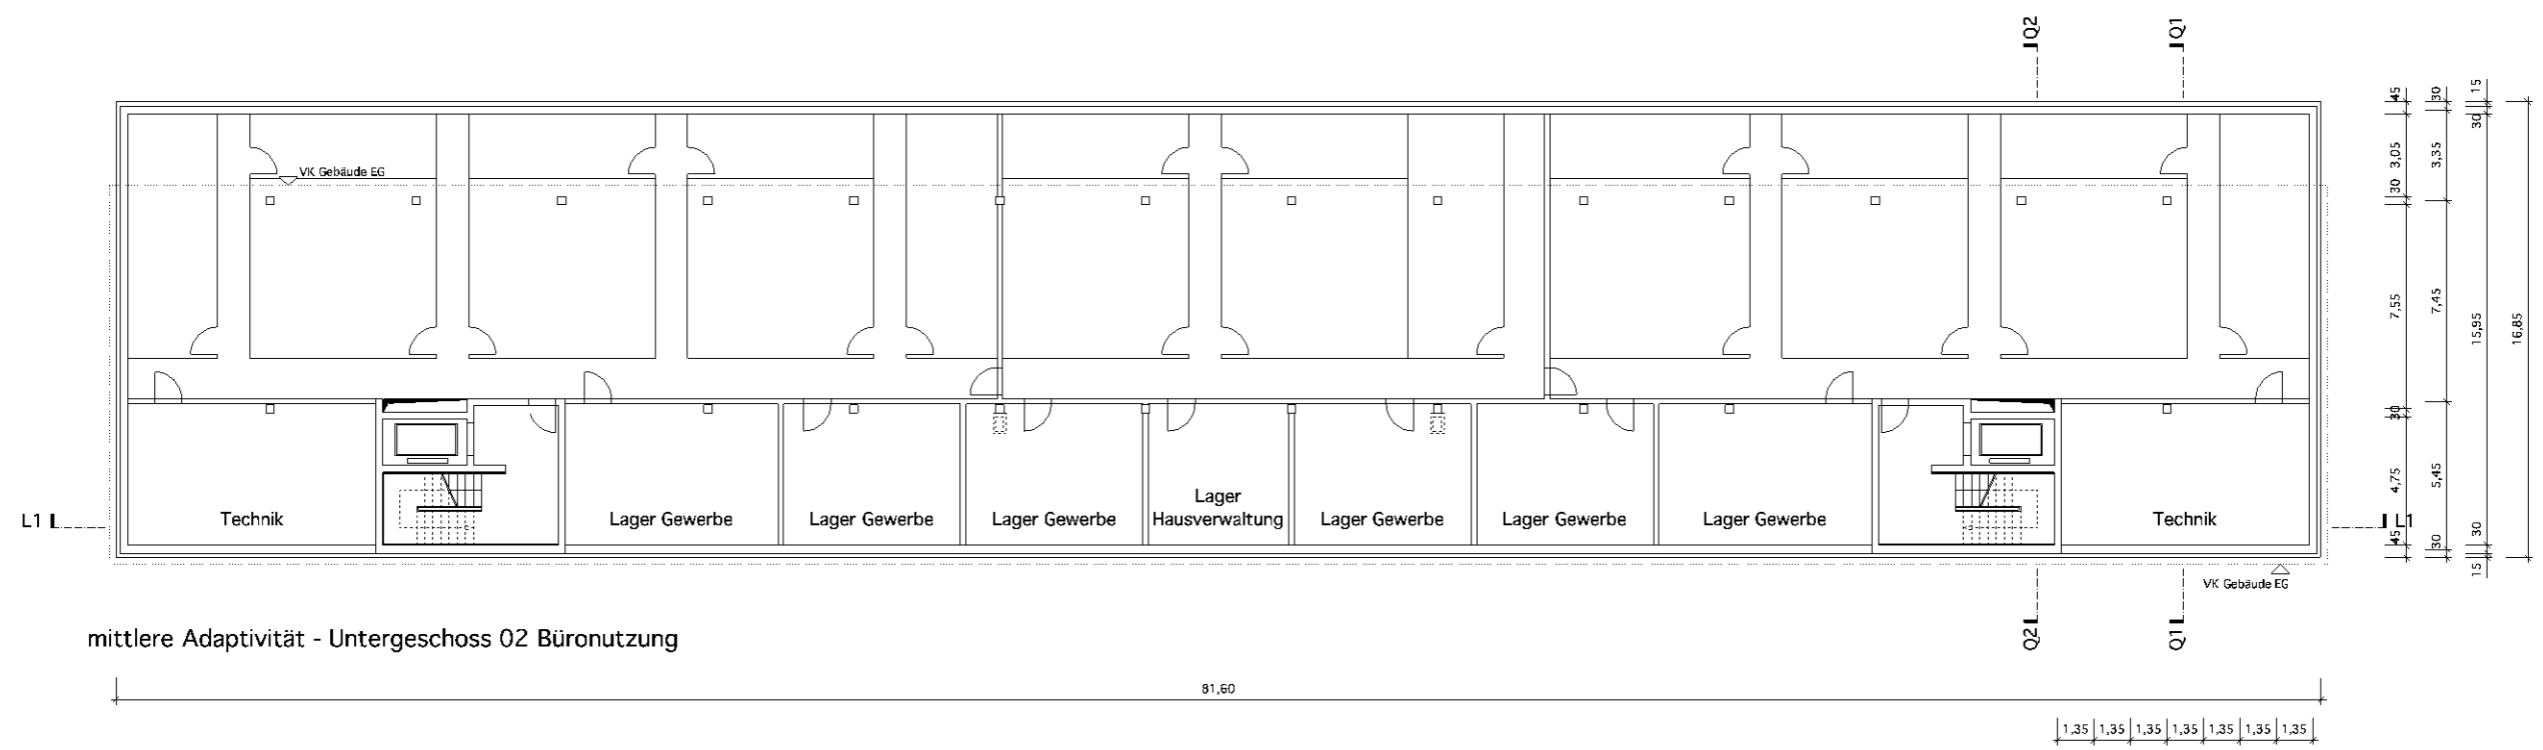 Q2
Q1
45
30
15
30
VK Gebäude EG
3,05
3,35
30
7,55
7,45
15,95
16,85
30
4,75
5,45
Lager
L1
Technik
Lager Gewerbe
Lager Gewerbe
Lager Gewerbe
Hausverwaltung
Lager Gewerbe
Lager Gewerbe
Lager Gewerbe
Technik
L1
45
30
30
15
VK Gebäude EG
mittlere Adaptivität - Untergeschoss 02 Büronutzung
Q2
Q1
81,60
1,35
1,35
1,35
1,35
1,35
1,35
1,35